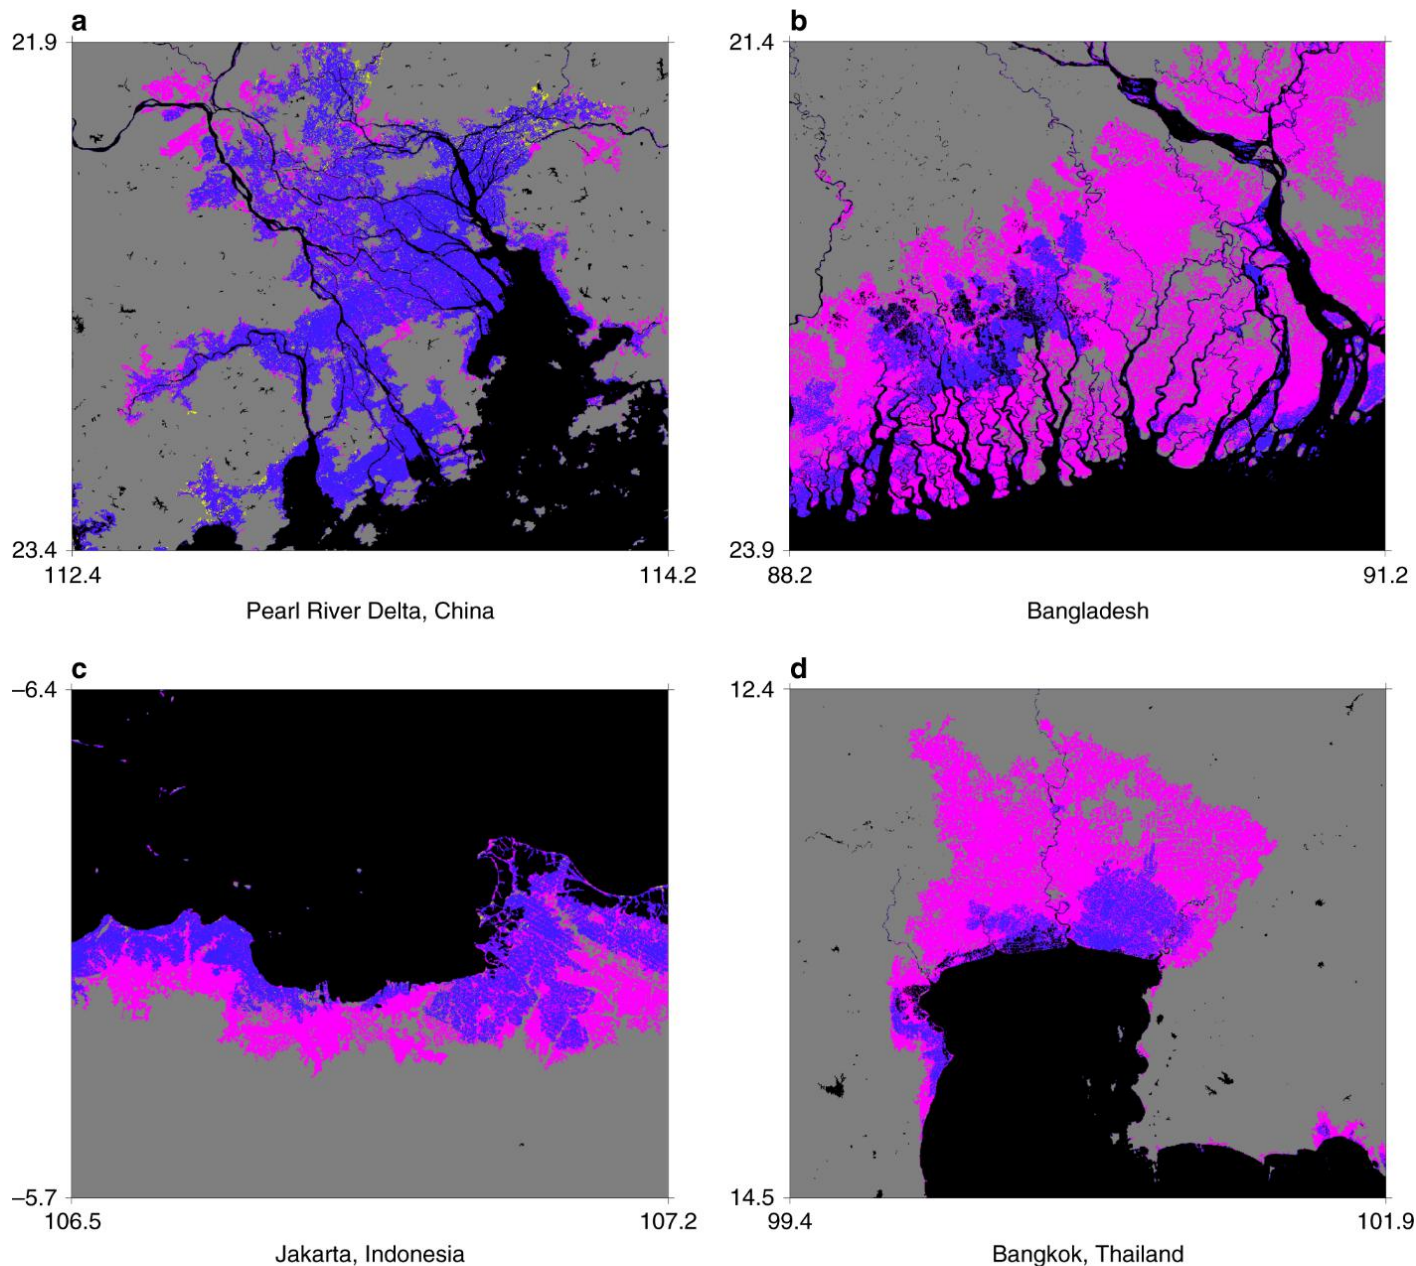 a
21.9
23.4
112.4
114.2
Pearl River Delta, China
b
21.4
23.9
88.2
91.2
Bangladesh
c
−6.4
−5.7
106.5
107.2
Jakarta, Indonesia
d
12.4
14.5
99.4
101.9
Bangkok, Thailand